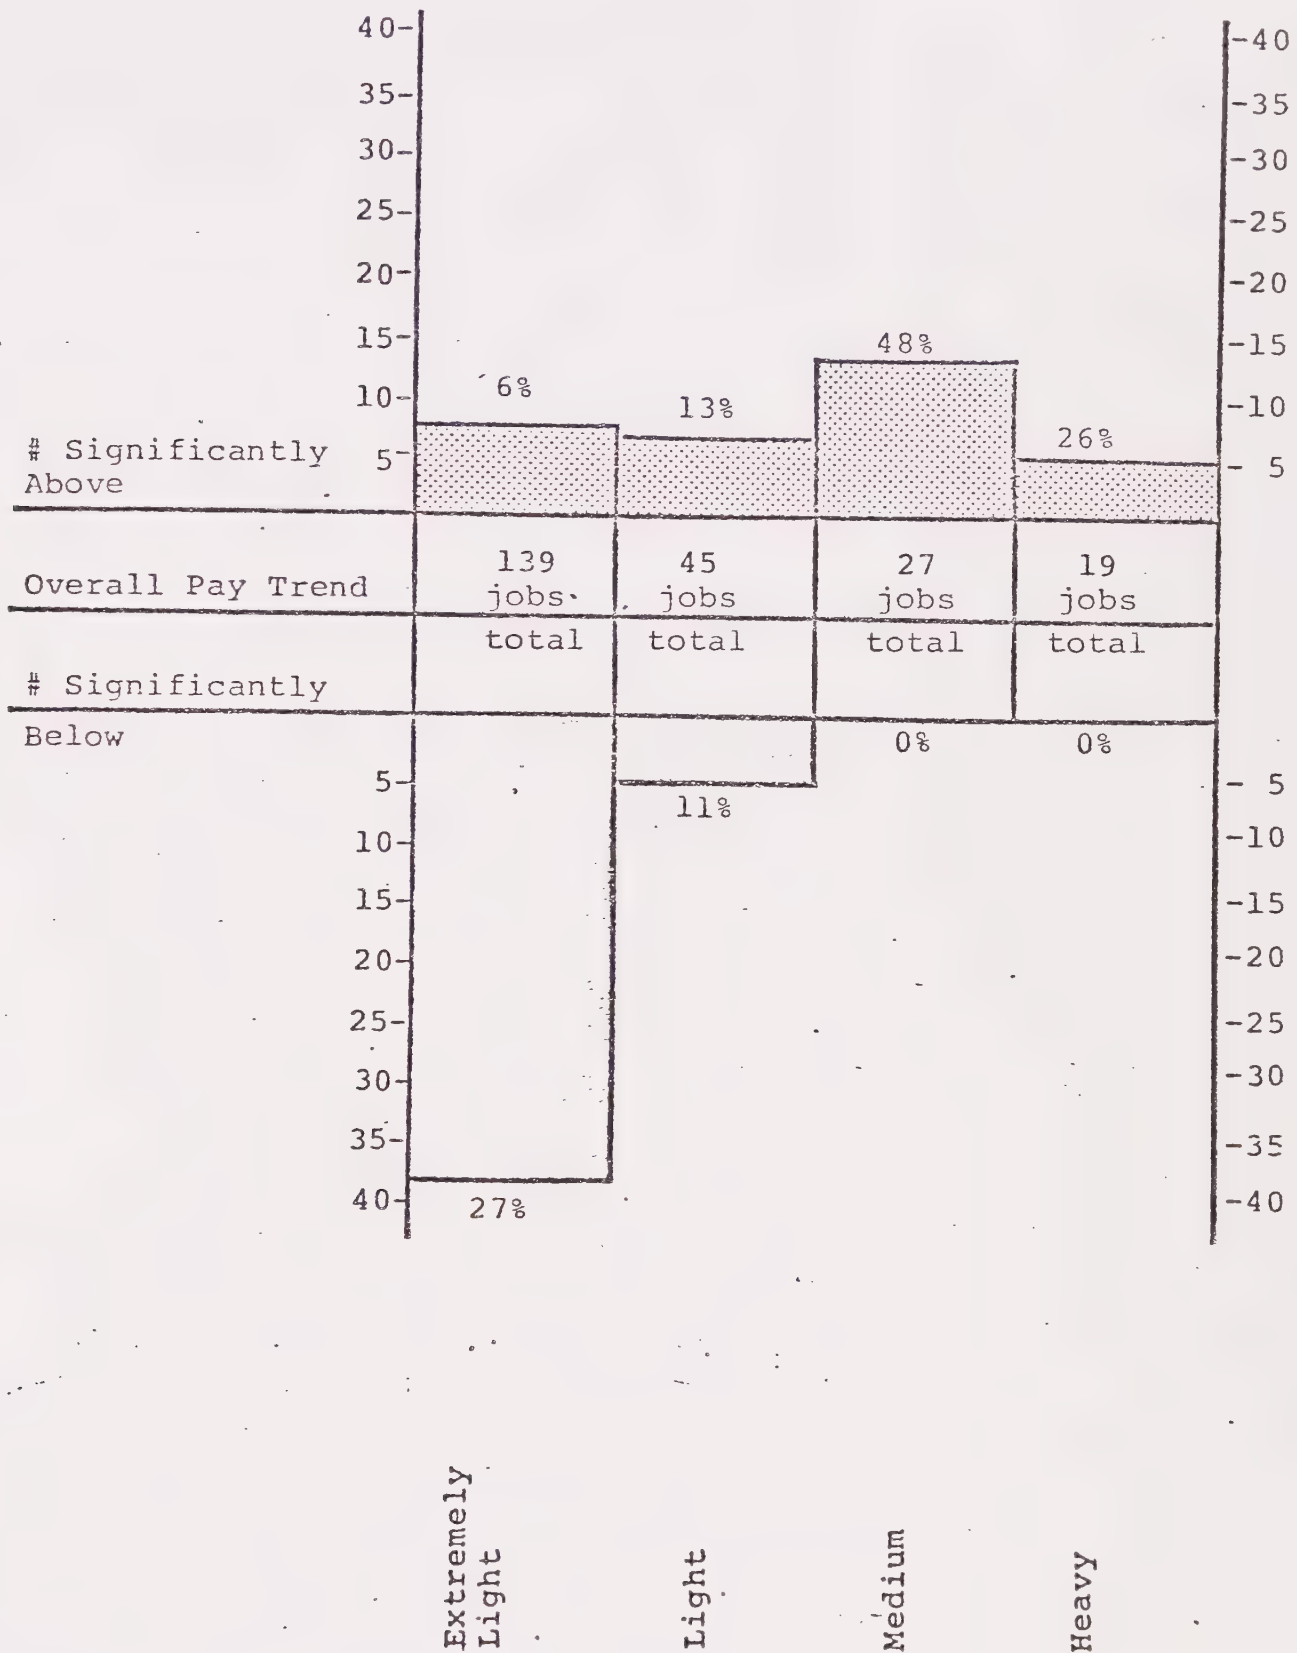 40- -40
35- -35
30- -30
25- -25
20- -20
15- 48% -15
10- 6% 13% -10
# Significantly 5- 26% - 5
Above
139 45 27 19
Overall Pay Trend jobs jobs jobs jobs
total total total total
# Significantly
Below 0% 0%
5- - 5
11%
10- -10
15- -15
20- -20
25- -25
30- -30
35- -35
40- -40
27%
Extremely
Light
Light
Medium
Heavy